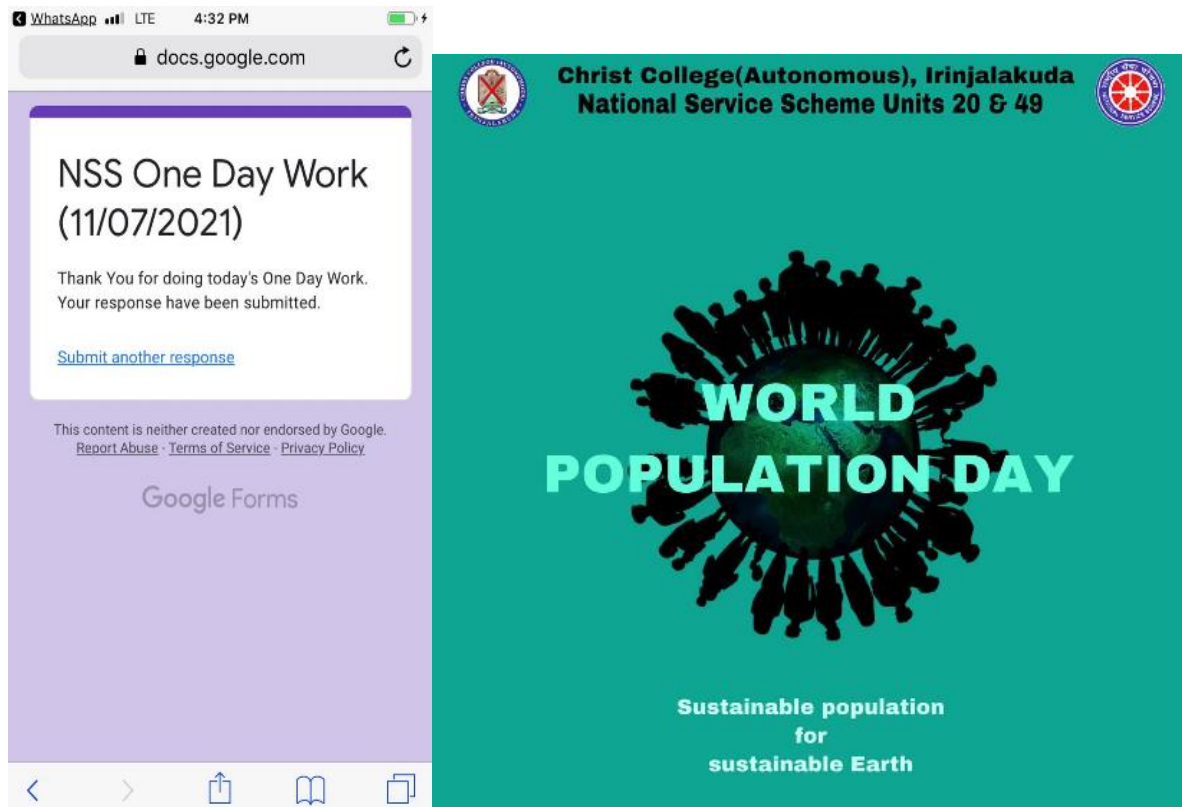 WhatsApp LTE 4:32 PM
docs.google.com
NSS One Day Work
(11/07/2021)
Thank You for doing today's One Day Work.
Your response have been submitted.
Submit another response
This content is neither created nor endorsed by Google.
Report Abuse - Terms of Service - Privacy Policy
Google Forms
Christ College(Autonomous), Irinjalakuda
National Service Scheme Units 20 & 49
WORLD
POPULATION DAY
Sustainable population
for
sustainable Earth